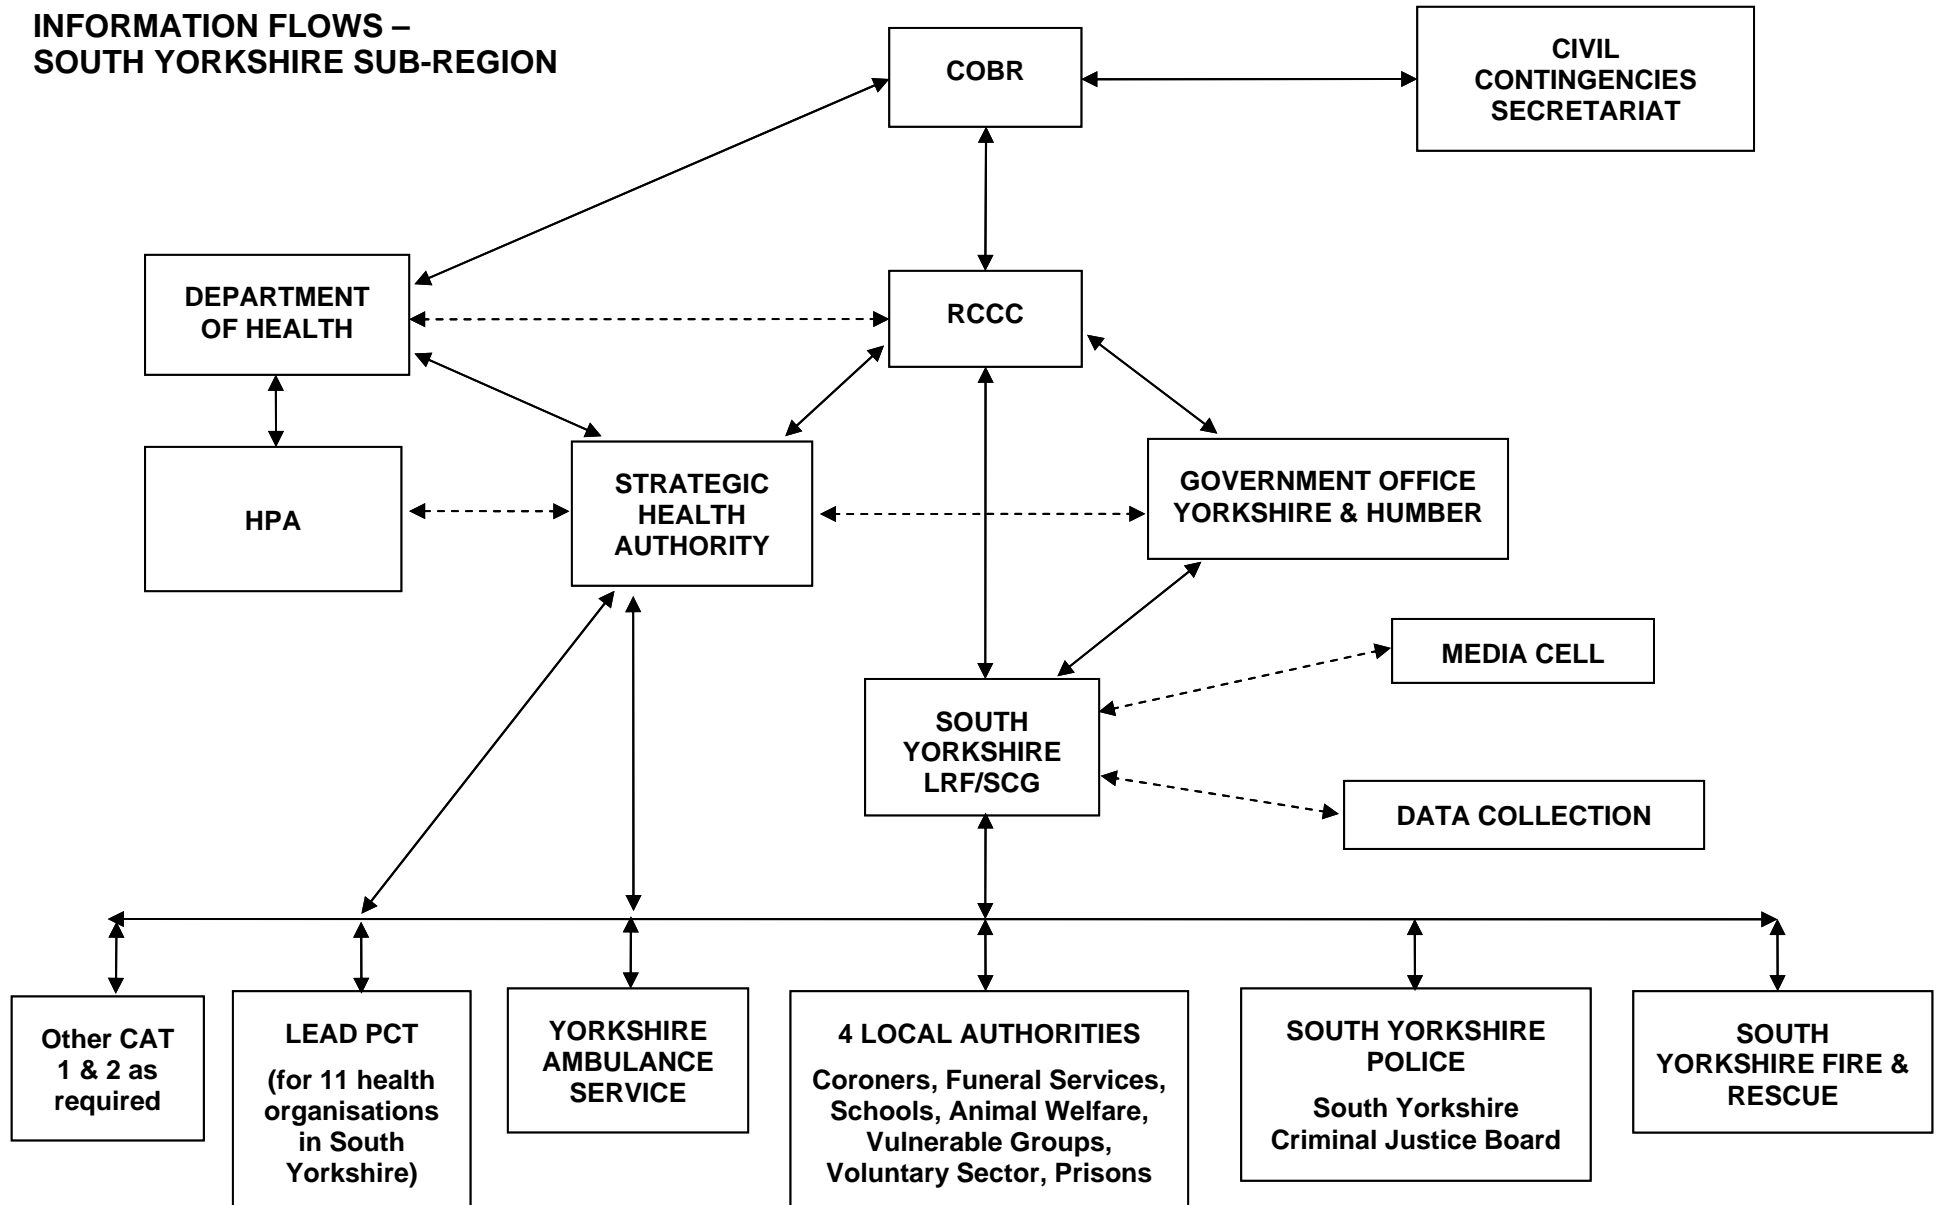 INFORMATION FLOWS –
SOUTH YORKSHIRE SUB-REGION
COBR
CIVIL
CONTINGENCIES
SECRETARIAT
DEPARTMENT
OF HEALTH
RCCC
HPA
STRATEGIC
HEALTH
AUTHORITY
GOVERNMENT OFFICE
YORKSHIRE & HUMBER
MEDIA CELL
SOUTH
YORKSHIRE
LRF/SCG
DATA COLLECTION
Other CAT
1 & 2 as
required
LEAD PCT
(for 11 health
organisations
in South
Yorkshire)
YORKSHIRE
AMBULANCE
SERVICE
4 LOCAL AUTHORITIES
Coroners, Funeral Services,
Schools, Animal Welfare,
Vulnerable Groups,
Voluntary Sector, Prisons
SOUTH YORKSHIRE
POLICE
South Yorkshire
Criminal Justice Board
SOUTH
YORKSHIRE FIRE &
RESCUE